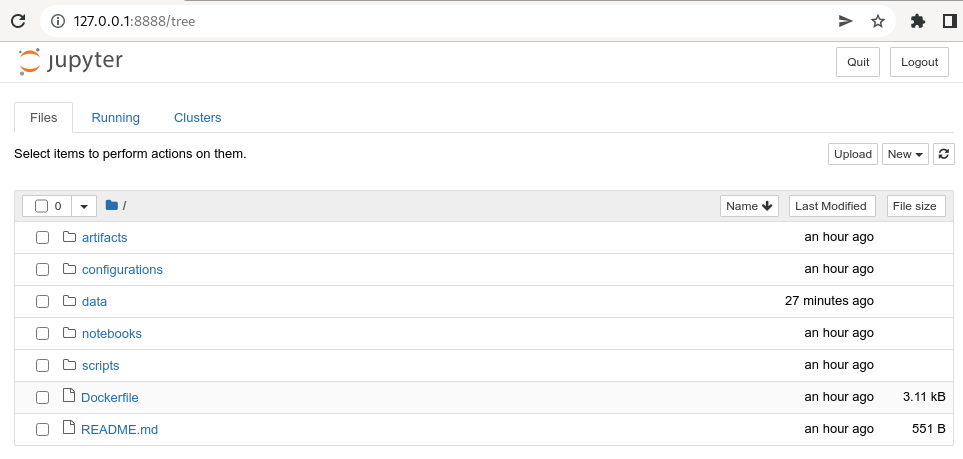 127.0.0.1:8888/tree
jupyter
Quit
Logout
Files
Running
Clusters
Select items to perform actions on them.
Upload
New
0
/
Name
Last Modified
File size
artifacts
an hour ago
configurations
an hour ago
data
27 minutes ago
notebooks
an hour ago
scripts
an hour ago
Dockerfile
an hour ago
3.11 kB
README.md
an hour ago
551 B